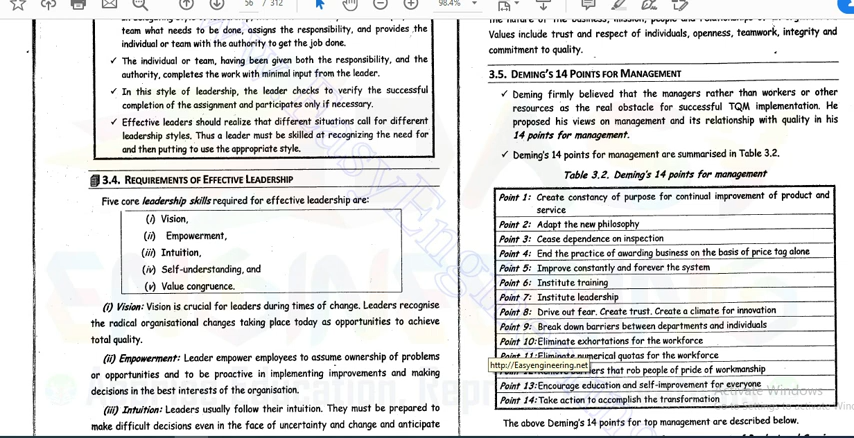 56 / 312
98.4%
team what needs to be done, assigns the responsibility, and provides the
individual or team with the authority to get the job done.
✓ The individual or team, having been given both the responsibility, and the
authority, completes the work with minimal input from the leader.
✓ In this style of leadership, the leader checks to verify the successful
completion of the assignment and participates only if necessary.
✓ Effective leaders should realize that different situations call for different
leadership styles. Thus a leader must be skilled at recognizing the need for
and then putting to use the appropriate style.
3.4. REQUIREMENTS OF EFFECTIVE LEADERSHIP
Five core leadership skills required for effective leadership are:
(i) Vision,
(ii) Empowerment,
(iii) Intuition,
(iv) Self-understanding, and
(v) Value congruence.
(i) Vision: Vision is crucial for leaders during times of change. Leaders recognise
the radical organisational changes taking place today as opportunities to achieve
total quality.
(ii) Empowerment: Leader empower employees to assume ownership of problems
or opportunities and to be proactive in implementing improvements and making
decisions in the best interests of the organisation.
(iii) Intuition: Leaders usually follow their intuition. They must be prepared to
make difficult decisions even in the face of uncertainty and change and anticipate
Values include trust and respect of individuals, openness, teamwork, integrity and
commitment to quality.
3.5. DEMING'S 14 POINTS FOR MANAGEMENT
✓ Deming firmly believed that the managers rather than workers or other
resources as the real obstacle for successful TQM implementation. He
proposed his views on management and its relationship with quality in his
14 points for management.
✓ Deming's 14 points for management are summarised in Table 3.2.
Table 3.2. Deming's 14 points for management
Point 1: Create constancy of purpose for continual improvement of product and
service
Point 2: Adapt the new philosophy
Point 3: Cease dependence on inspection
Point 4: End the practice of awarding business on the basis of price tag alone
Point 5: Improve constantly and forever the system
Point 6: Institute training
Point 7: Institute leadership
Point 8: Drive out fear. Create trust. Create a climate for innovation
Point 9: Break down barriers between departments and individuals
Point 10: Eliminate exhortations for the workforce
Point 11: Eliminate numerical quotas for the workforce
http://Easyengineering.net
that rob people of pride of workmanship
Point 13: Encourage education and self-improvement for everyone
Point 14: Take action to accomplish the transformation
Activate Windows
The above Deming's 14 points for top management are described below.